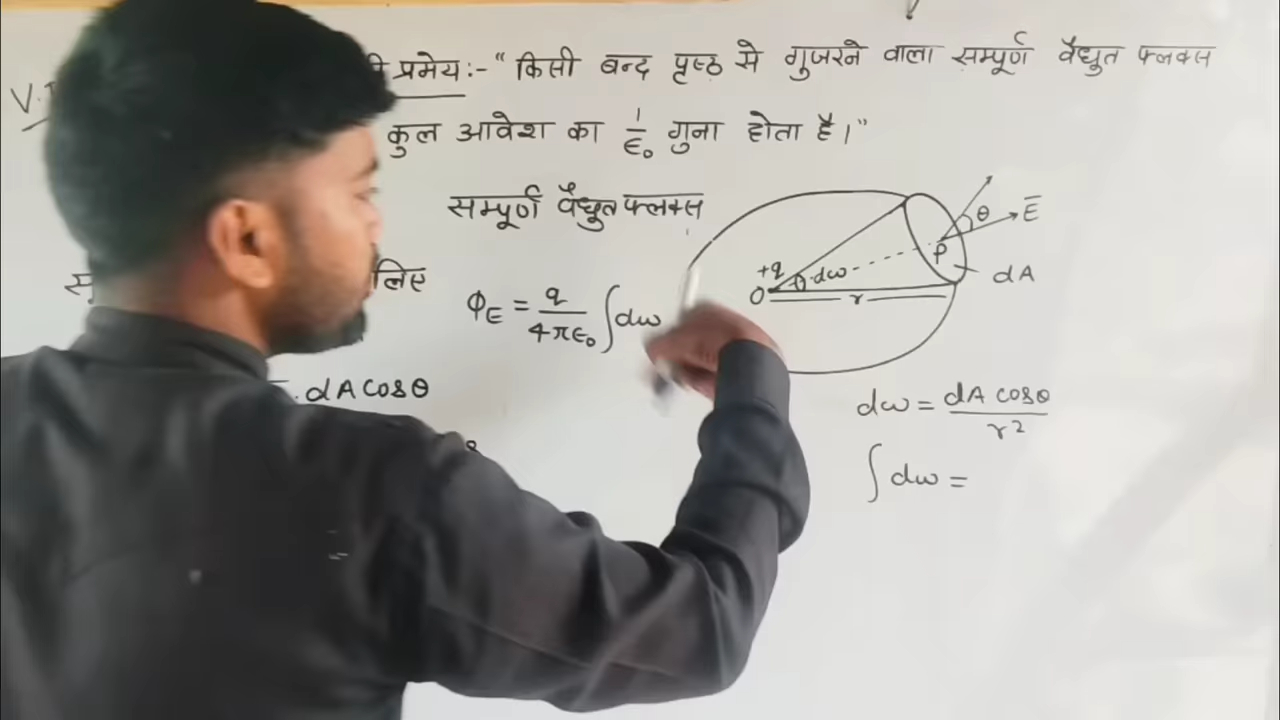 प्रमेय:- "किसी बन्द पृष्ठ से गुजरने वाला सम्पूर्ण वैद्युत फ्लक्स
कुल आवेश का 1/ε₀ गुना होता है।"
सम्पूर्ण वैद्युत फ्लक्स
लिए
ϕE = q/4πε₀ ∫dω
dA cosθ
+q
O
θ dω
r
P
θ
E̅
dA
dω = dA cosθ/r²
∫dω =